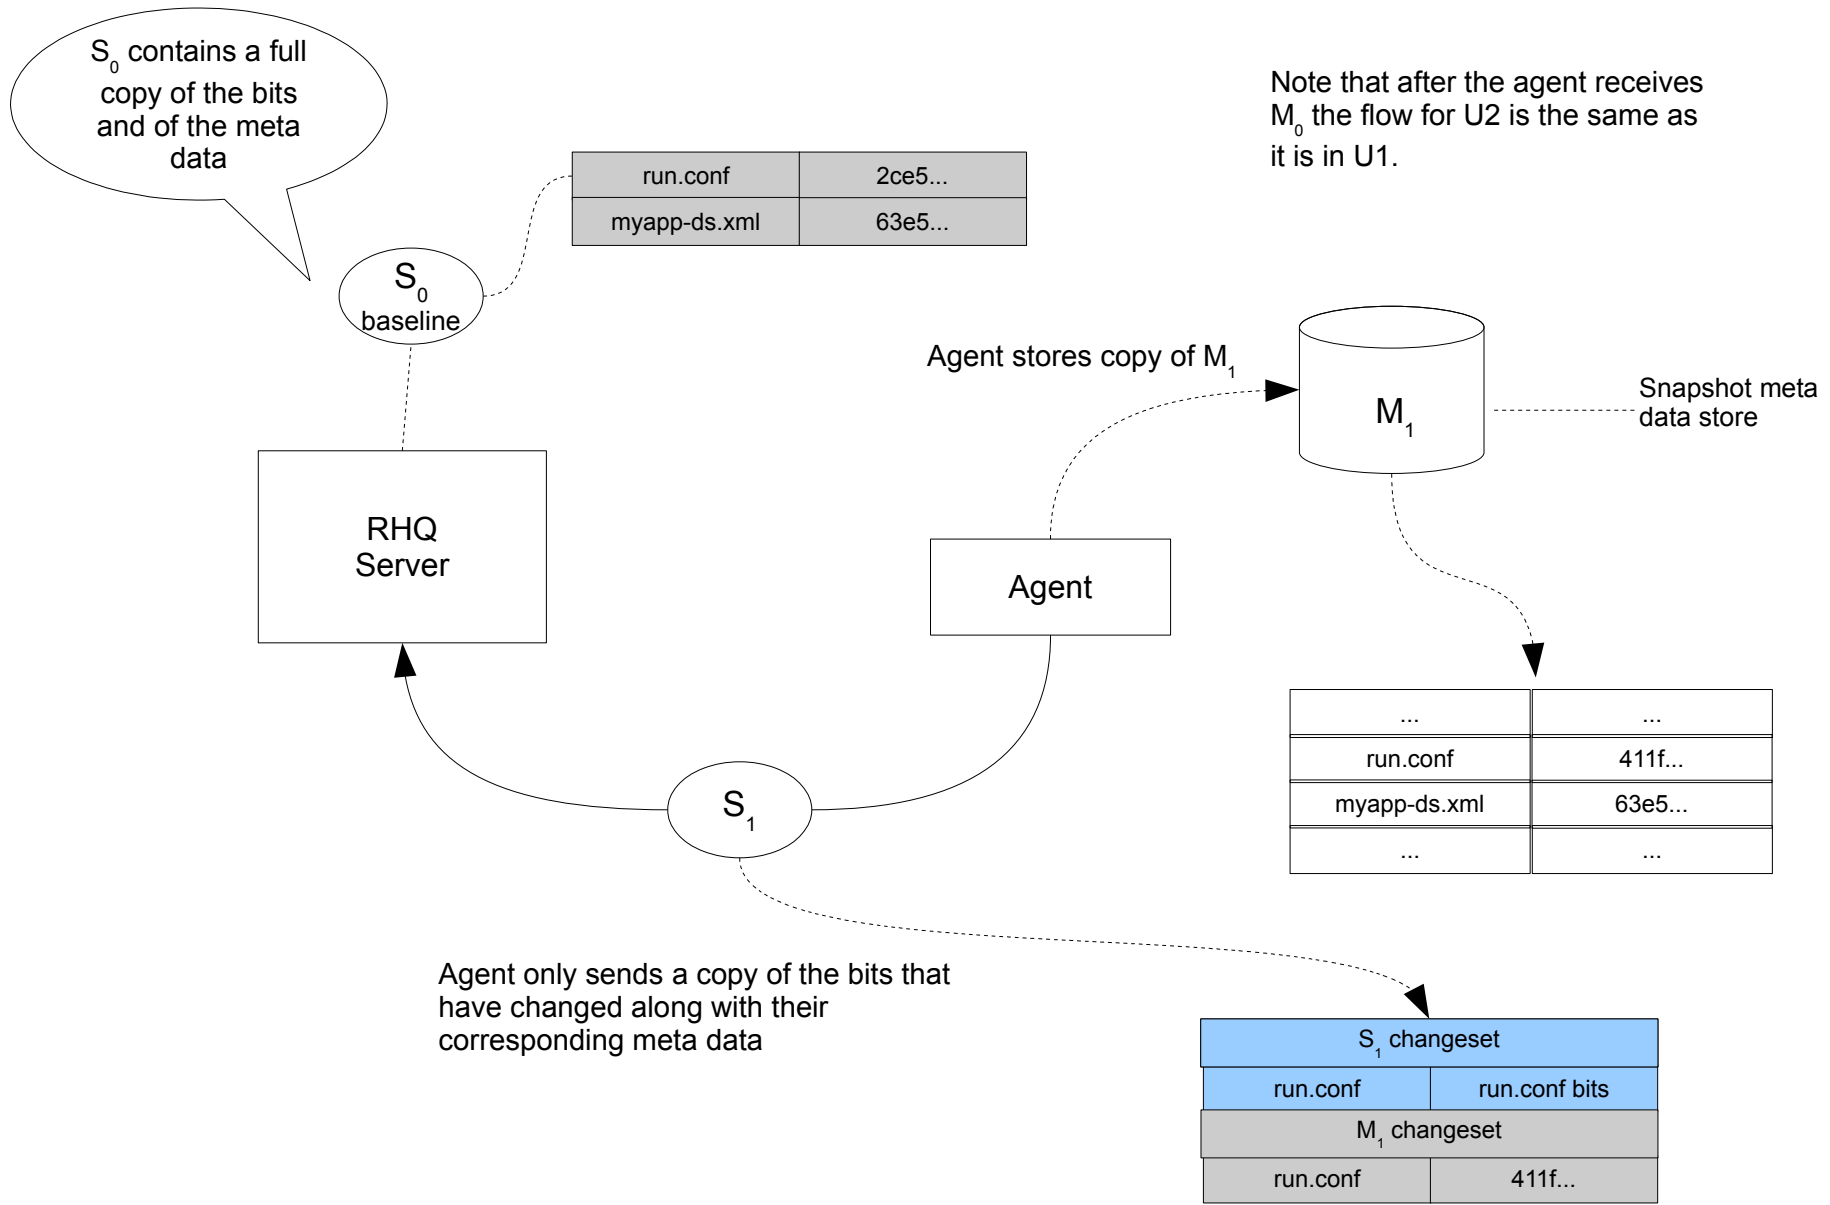 S0 contains a full
copy of the bits
and of the meta
data
Note that after the agent receives
M0 the flow for U2 is the same as
it is in U1.
run.conf 2ce5...
myapp-ds.xml 63e5...
S0
baseline
Agent stores copy of M1
M1
Snapshot meta
data store
RHQ
Server
Agent
... ...
run.conf 411f...
myapp-ds.xml 63e5...
... ...
S1
Agent only sends a copy of the bits that
have changed along with their
corresponding meta data
S1 changeset
run.conf run.conf bits
M1 changeset
run.conf 411f...